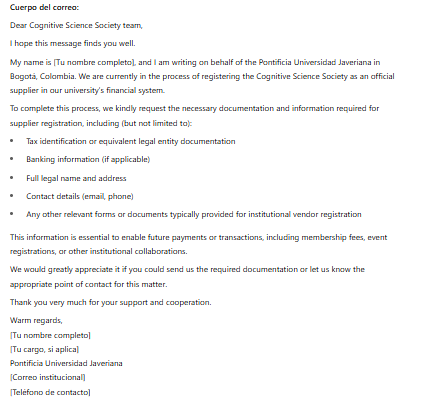 Cuerpo del correo:
Dear Cognitive Science Society team,
I hope this message finds you well.
My name is [Tu nombre completo], and I am writing on behalf of the Pontificia Universidad Javeriana in
Bogotá, Colombia. We are currently in the process of registering the Cognitive Science Society as an official
supplier in our university's financial system.
To complete this process, we kindly request the necessary documentation and information required for
supplier registration, including (but not limited to):
• Tax identification or equivalent legal entity documentation
• Banking information (if applicable)
• Full legal name and address
• Contact details (email, phone)
• Any other relevant forms or documents typically provided for institutional vendor registration
This information is essential to enable future payments or transactions, including membership fees, event
registrations, or other institutional collaborations.
We would greatly appreciate it if you could send us the required documentation or let us know the
appropriate point of contact for this matter.
Thank you very much for your support and cooperation.
Warm regards,
[Tu nombre completo]
[Tu cargo, si aplica]
Pontificia Universidad Javeriana
[Correo institucional]
[Teléfono de contacto]